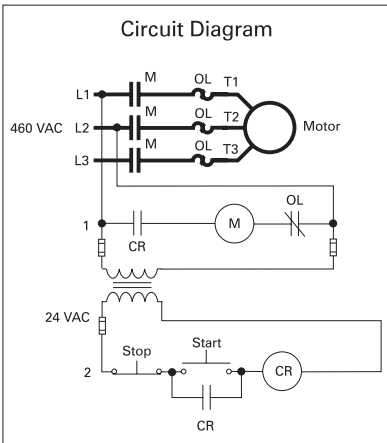 Circuit Diagram
M OL T1
L1
M OL T2
460 VAC L2 Motor
M OL T3
L3
OL
1 M
CR
24 VAC
Start
Stop
2 CR
CR